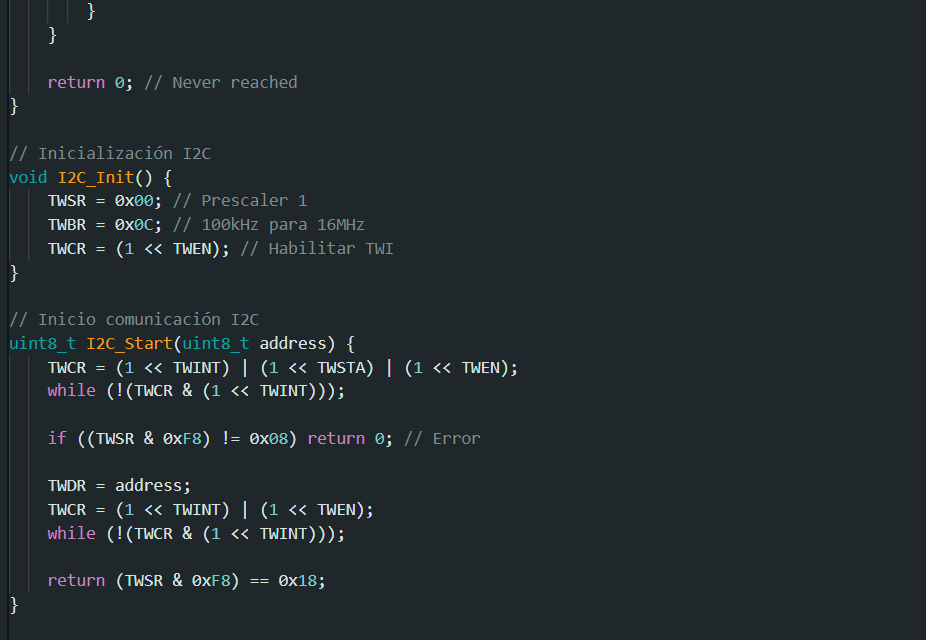 }
}
return 0; // Never reached
}
// Inicialización I2C
void I2C_Init() {
TWSR = 0x00; // Prescaler 1
TWBR = 0x0C; // 100kHz para 16MHz
TWCR = (1 << TWEN); // Habilitar TWI
}
// Inicio comunicación I2C
uint8_t I2C_Start(uint8_t address) {
TWCR = (1 << TWINT) | (1 << TWSTA) | (1 << TWEN);
while (!(TWCR & (1 << TWINT)));
if ((TWSR & 0xF8) != 0x08) return 0; // Error
TWDR = address;
TWCR = (1 << TWINT) | (1 << TWEN);
while (!(TWCR & (1 << TWINT)));
return (TWSR & 0xF8) == 0x18;
}